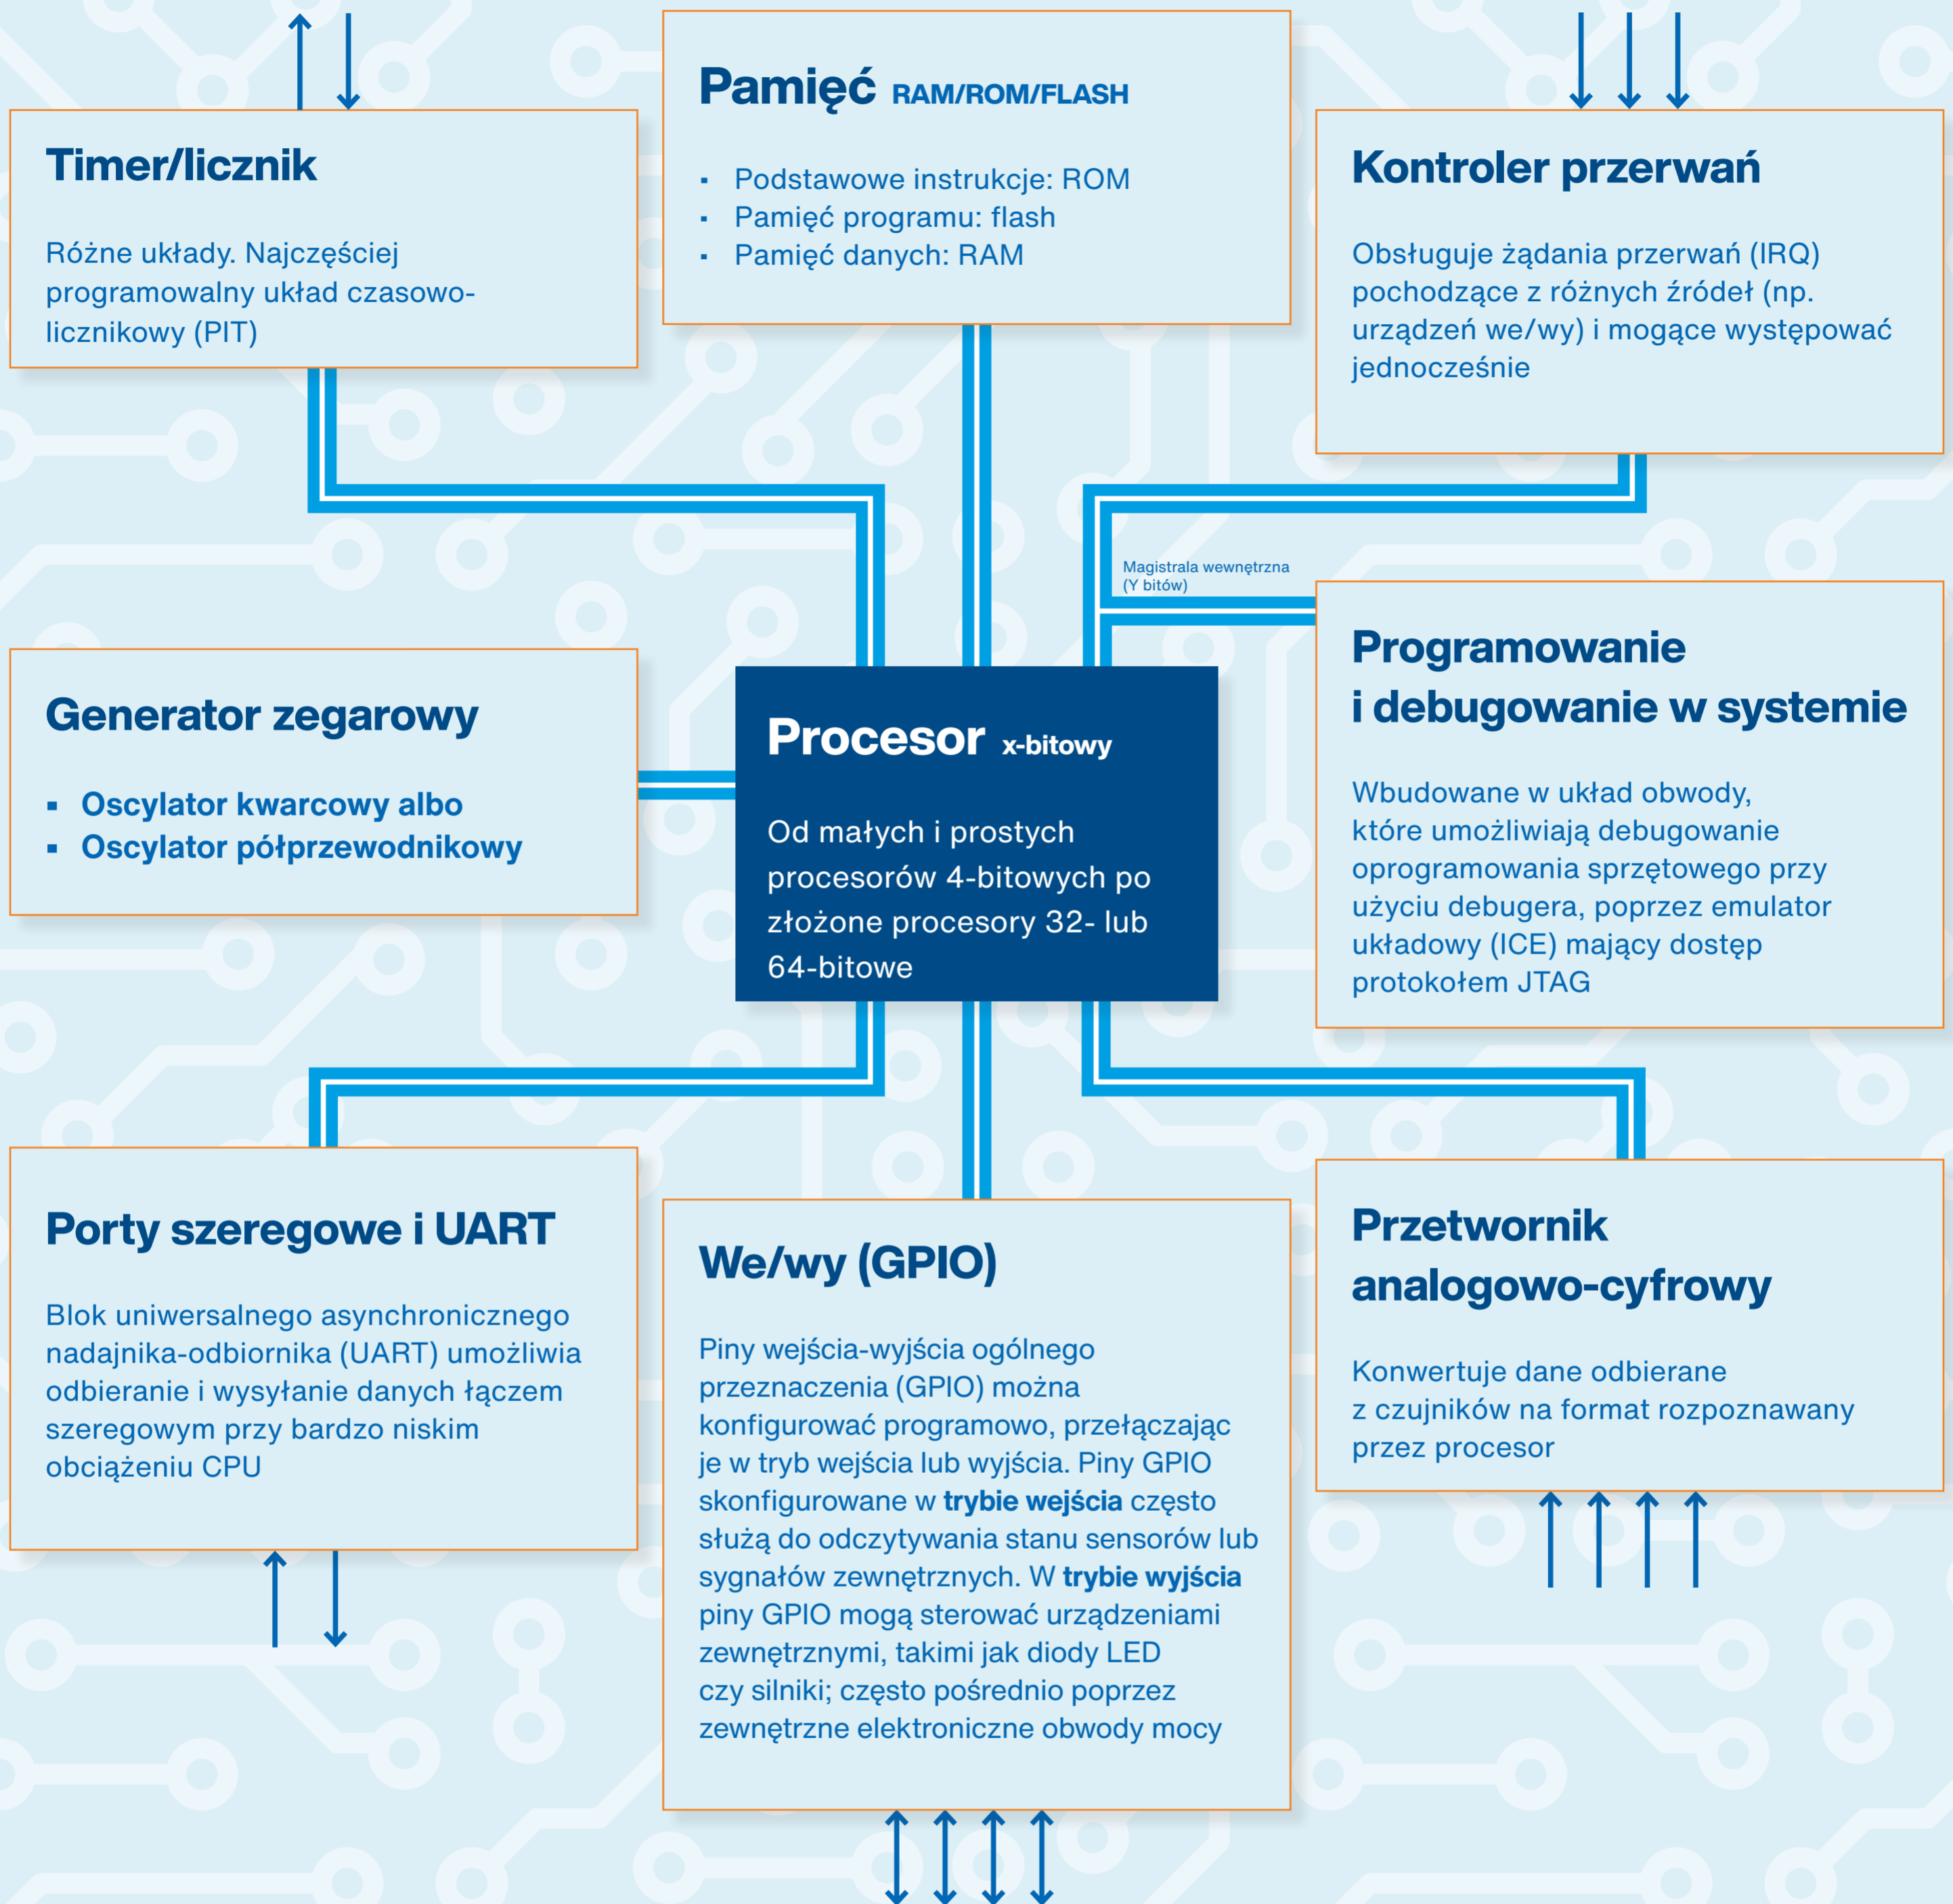 Timer/licznik
Różne układy. Najczęściej
programowalny układ czasowo-
licznikowy (PIT)
Pamięć RAM/ROM/FLASH
▪ Podstawowe instrukcje: ROM
▪ Pamięć programu: flash
▪ Pamięć danych: RAM
Kontroler przerwań
Obsługuje żądania przerwań (IRQ)
pochodzące z różnych źródeł (np.
urządzeń we/wy) i mogące występować
jednocześnie
Magistrala wewnętrzna
(Y bitów)
Generator zegarowy
▪ Oscylator kwarcowy albo
▪ Oscylator półprzewodnikowy
Procesor x-bitowy
Od małych i prostych
procesorów 4-bitowych po
złożone procesory 32- lub
64-bitowe
Programowanie
i debugowanie w systemie
Wbudowane w układ obwody,
które umożliwiają debugowanie
oprogramowania sprzętowego przy
użyciu debugera, poprzez emulator
układowy (ICE) mający dostęp
protokołem JTAG
Porty szeregowe i UART
Blok uniwersalnego asynchronicznego
nadajnika-odbiornika (UART) umożliwia
odbieranie i wysyłanie danych łączem
szeregowym przy bardzo niskim
obciążeniu CPU
We/wy (GPIO)
Piny wejścia-wyjścia ogólnego
przeznaczenia (GPIO) można
konfigurować programowo, przełączając
je w tryb wejścia lub wyjścia. Piny GPIO
skonfigurowane w trybie wejścia często
służą do odczytywania stanu sensorów lub
sygnałów zewnętrznych. W trybie wyjścia
piny GPIO mogą sterować urządzeniami
zewnętrznymi, takimi jak diody LED
czy silniki; często pośrednio poprzez
zewnętrzne elektroniczne obwody mocy
Przetwornik
analogowo-cyfrowy
Konwertuje dane odbierane
z czujników na format rozpoznawany
przez procesor